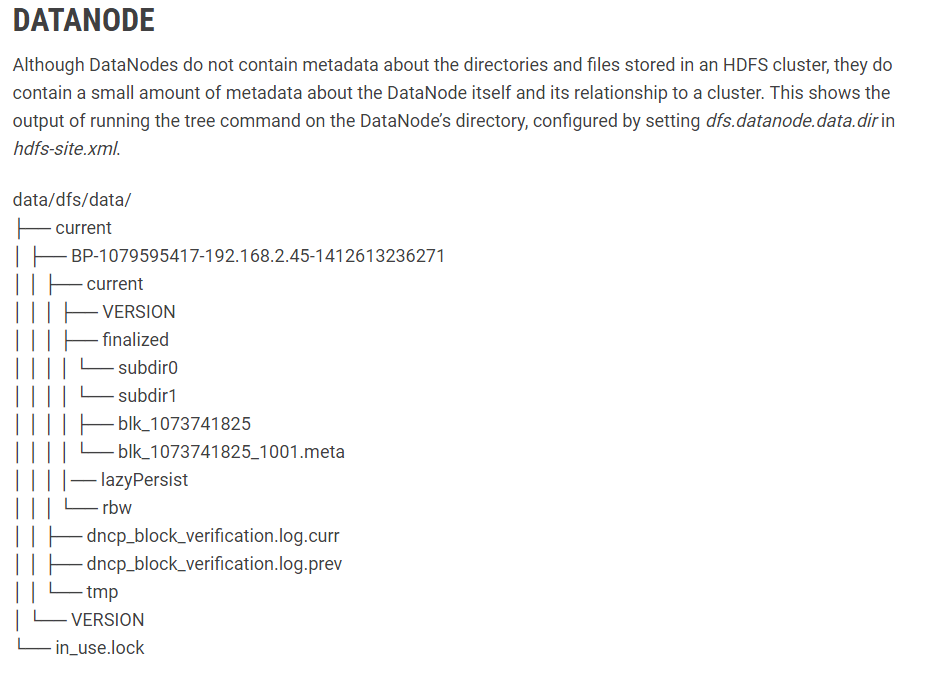 DATANODE
Although DataNodes do not contain metadata about the directories and files stored in an HDFS cluster, they do
contain a small amount of metadata about the DataNode itself and its relationship to a cluster. This shows the
output of running the tree command on the DataNode’s directory, configured by setting dfs.datanode.data.dir in
hdfs-site.xml.
data/dfs/data/
├── current
│ ├── BP-1079595417-192.168.2.45-1412613236271
│ │ ├── current
│ │ │ ├── VERSION
│ │ │ ├── finalized
│ │ │ │ └── subdir0
│ │ │ │ └── subdir1
│ │ │ │ ├── blk_1073741825
│ │ │ │ └── blk_1073741825_1001.meta
│ │ │ │── lazyPersist
│ │ │ └── rbw
│ │ ├── dncp_block_verification.log.curr
│ │ ├── dncp_block_verification.log.prev
│ │ └── tmp
│ └── VERSION
└── in_use.lock